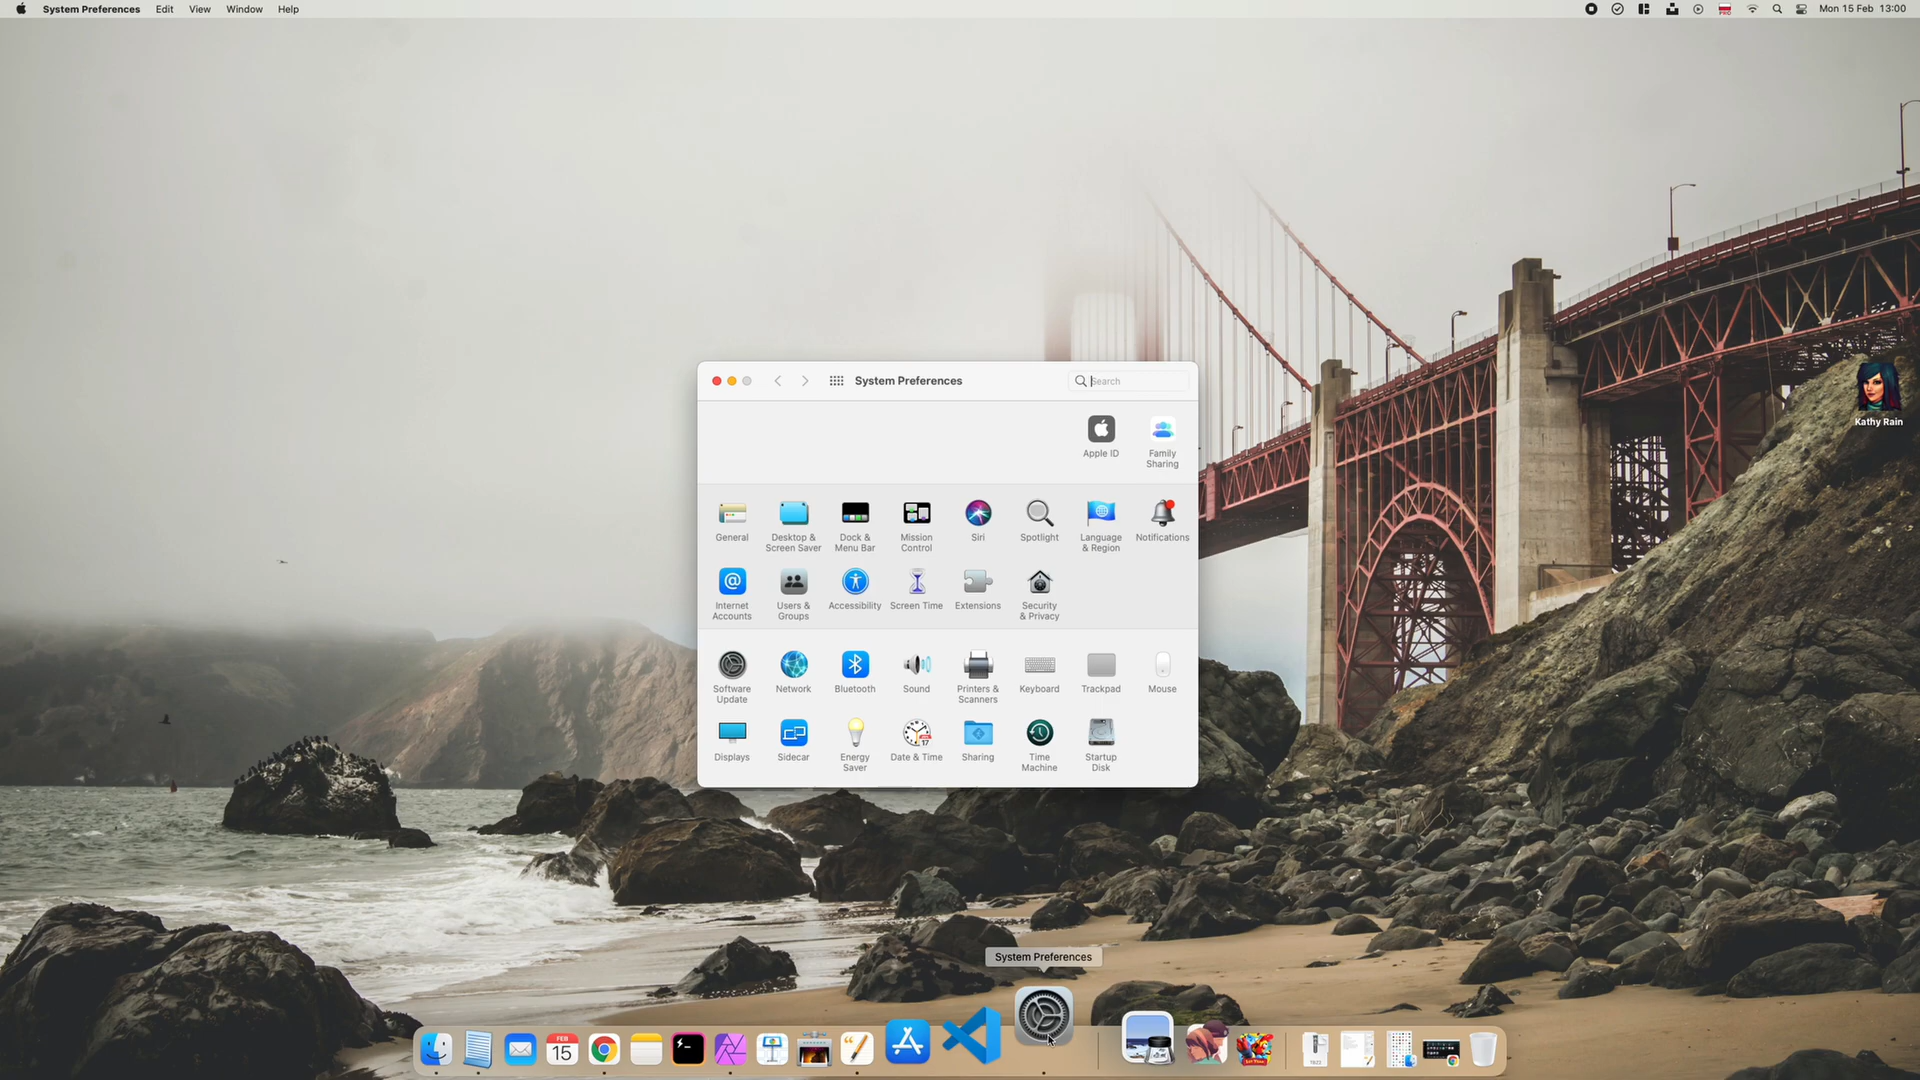 System Preferences Edit View Window Help
Mon 15 Feb 13:00
System Preferences
Search
Apple ID
Family
Sharing
General
Desktop &
Screen Saver
Dock &
Menu Bar
Mission
Control
Siri
Spotlight
Language
& Region
Notifications
Internet
Accounts
Users &
Groups
Accessibility
Screen Time
Extensions
Security
& Privacy
Software
Update
Network
Bluetooth
Sound
Printers &
Scanners
Keyboard
Trackpad
Mouse
Displays
Sidecar
Energy
Saver
Date & Time
Sharing
Time
Machine
Startup
Disk
Kathy Rain
System Preferences
FEB
15